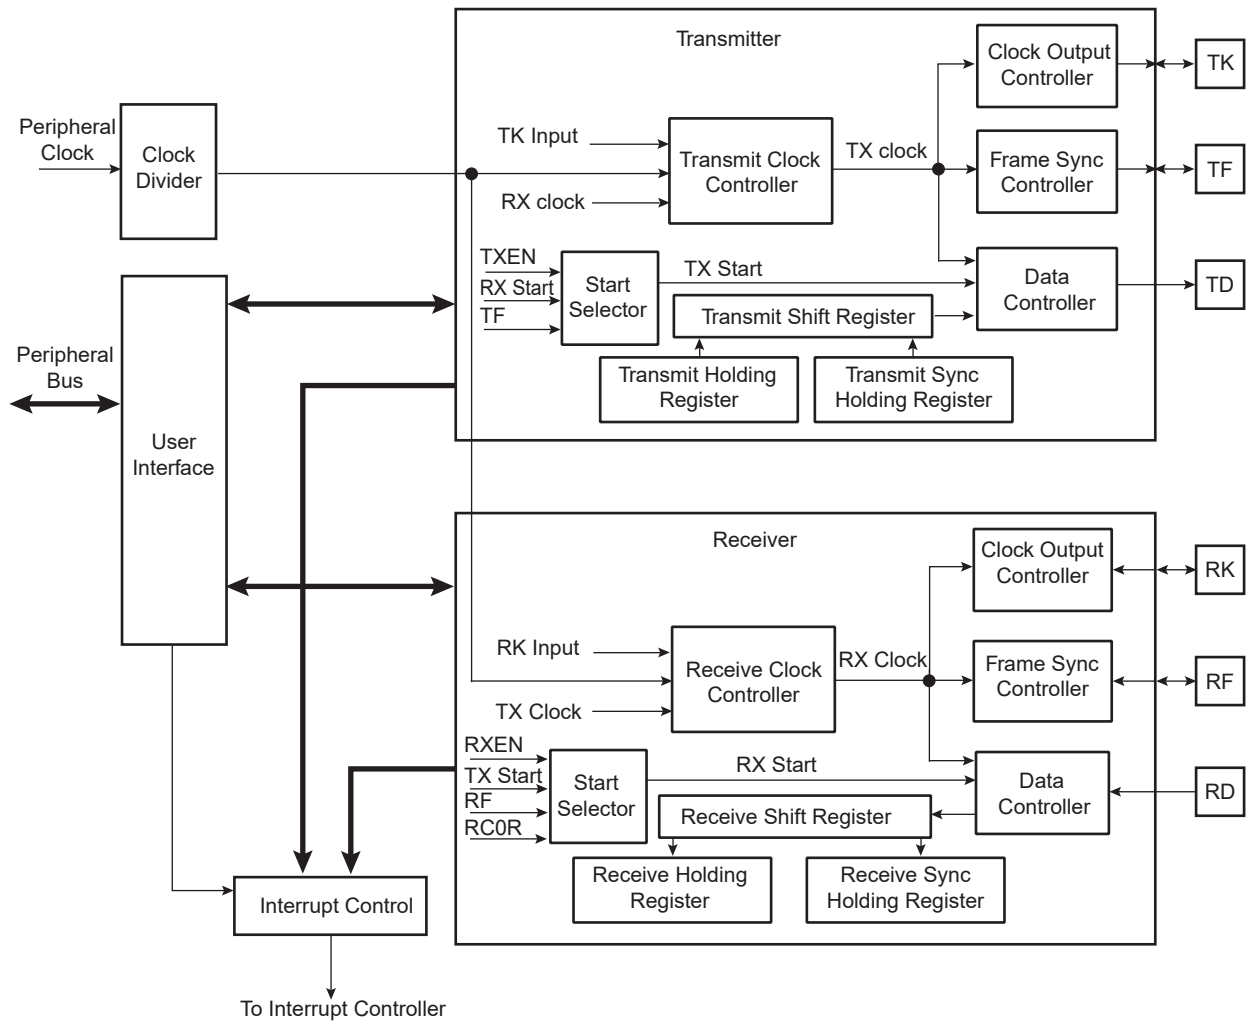 Transmitter
Clock Output
Controller
TK
Peripheral
Clock
Clock
Divider
TK Input
RX clock
Transmit Clock
Controller
TX clock
Frame Sync
Controller
TF
TXEN
RX Start
TF
Start
Selector
TX Start
Data
Controller
TD
Transmit Shift Register
Transmit Holding
Register
Transmit Sync
Holding Register
Peripheral
Bus
User
Interface
Receiver
Clock Output
Controller
RK
RK Input
TX Clock
Receive Clock
Controller
RX Clock
Frame Sync
Controller
RF
RXEN
TX Start
RF
RC0R
Start
Selector
RX Start
Data
Controller
RD
Receive Shift Register
Receive Holding
Register
Receive Sync
Holding Register
Interrupt Control
To Interrupt Controller